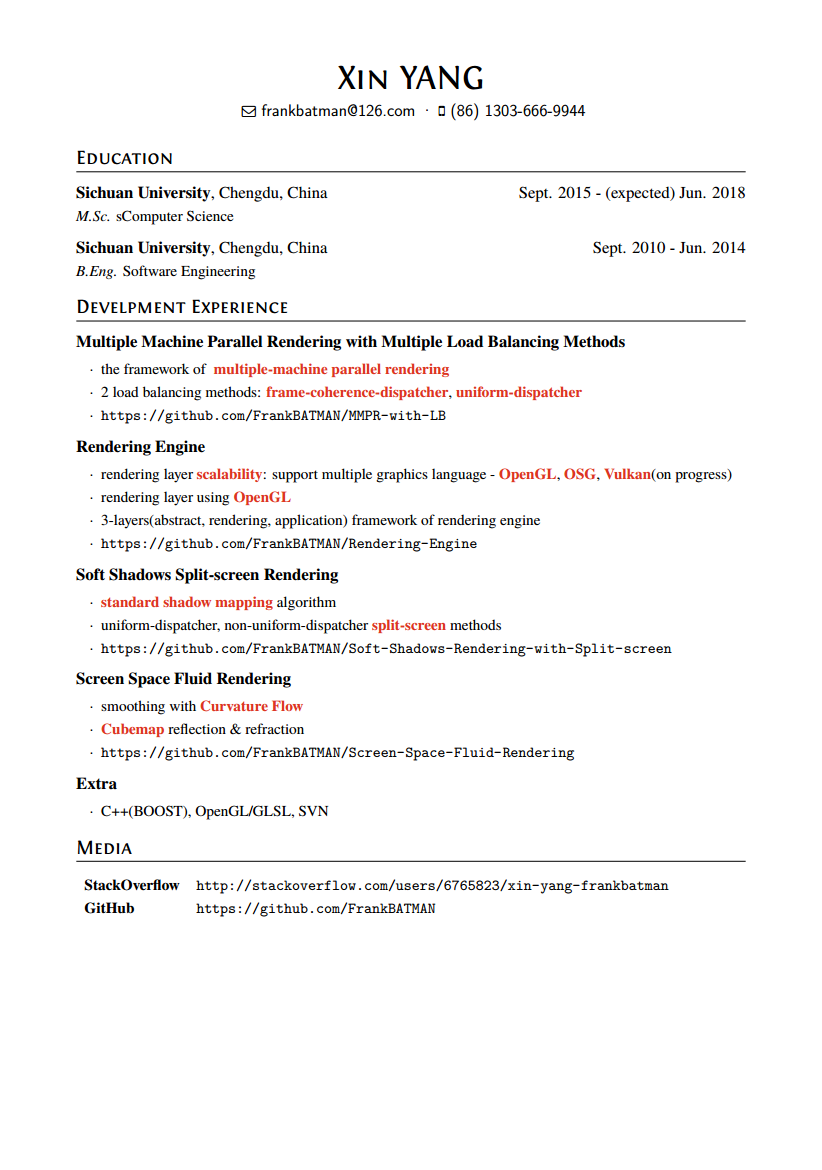 Xin YANG
frankbatman@126.com · (86) 1303-666-9944
Education
Sichuan University, Chengdu, China Sept. 2015 - (expected) Jun. 2018
M.Sc. sComputer Science
Sichuan University, Chengdu, China Sept. 2010 - Jun. 2014
B.Eng. Software Engineering
Develpment Experience
Multiple Machine Parallel Rendering with Multiple Load Balancing Methods
· the framework of multiple-machine parallel rendering
· 2 load balancing methods: frame-coherence-dispatcher, uniform-dispatcher
· https://github.com/FrankBATMAN/MMPR-with-LB
Rendering Engine
· rendering layer scalability: support multiple graphics language - OpenGL, OSG, Vulkan(on progress)
· rendering layer using OpenGL
· 3-layers(abstract, rendering, application) framework of rendering engine
· https://github.com/FrankBATMAN/Rendering-Engine
Soft Shadows Split-screen Rendering
· standard shadow mapping algorithm
· uniform-dispatcher, non-uniform-dispatcher split-screen methods
· https://github.com/FrankBATMAN/Soft-Shadows-Rendering-with-Split-screen
Screen Space Fluid Rendering
· smoothing with Curvature Flow
· Cubemap reflection & refraction
· https://github.com/FrankBATMAN/Screen-Space-Fluid-Rendering
Extra
· C++(BOOST), OpenGL/GLSL, SVN
Media
StackOverflow http://stackoverflow.com/users/6765823/xin-yang-frankbatman
GitHub https://github.com/FrankBATMAN